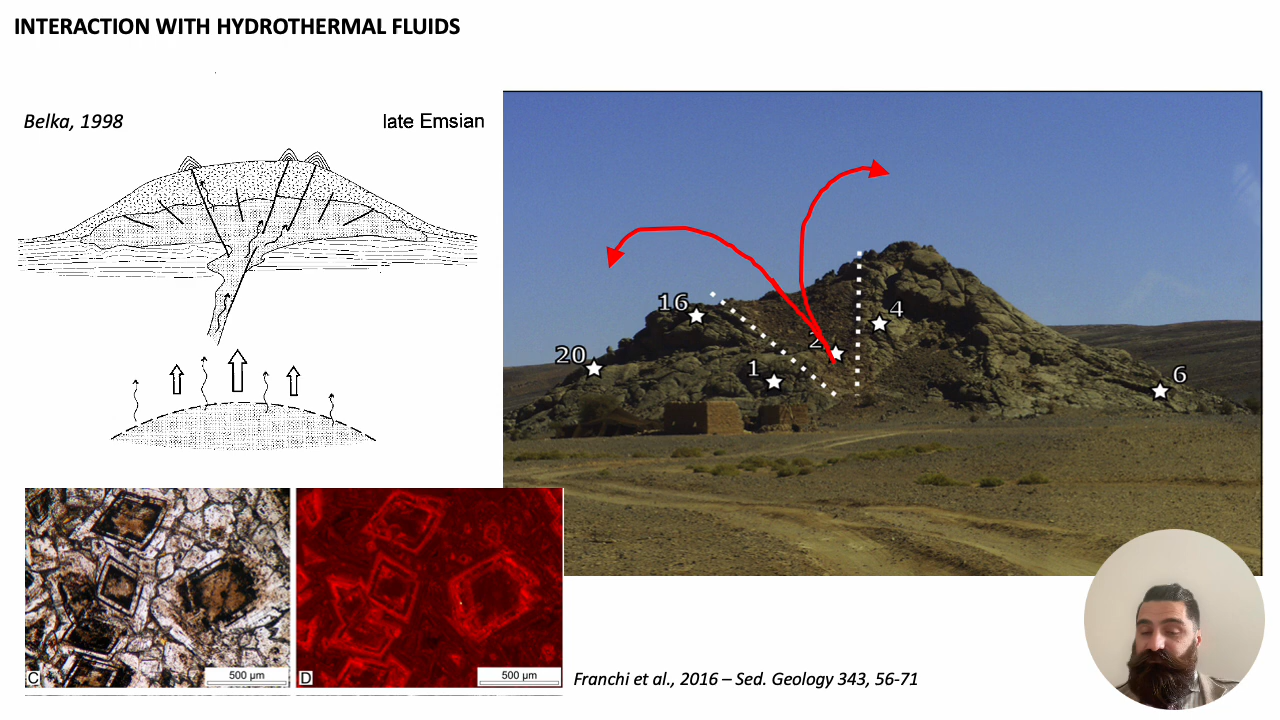 INTERACTION WITH HYDROTHERMAL FLUIDS
Belka, 1998
late Emsian
16
4
2
20
1
6
C
500 µm
D
500 µm
Franchi et al., 2016 – Sed. Geology 343, 56-71